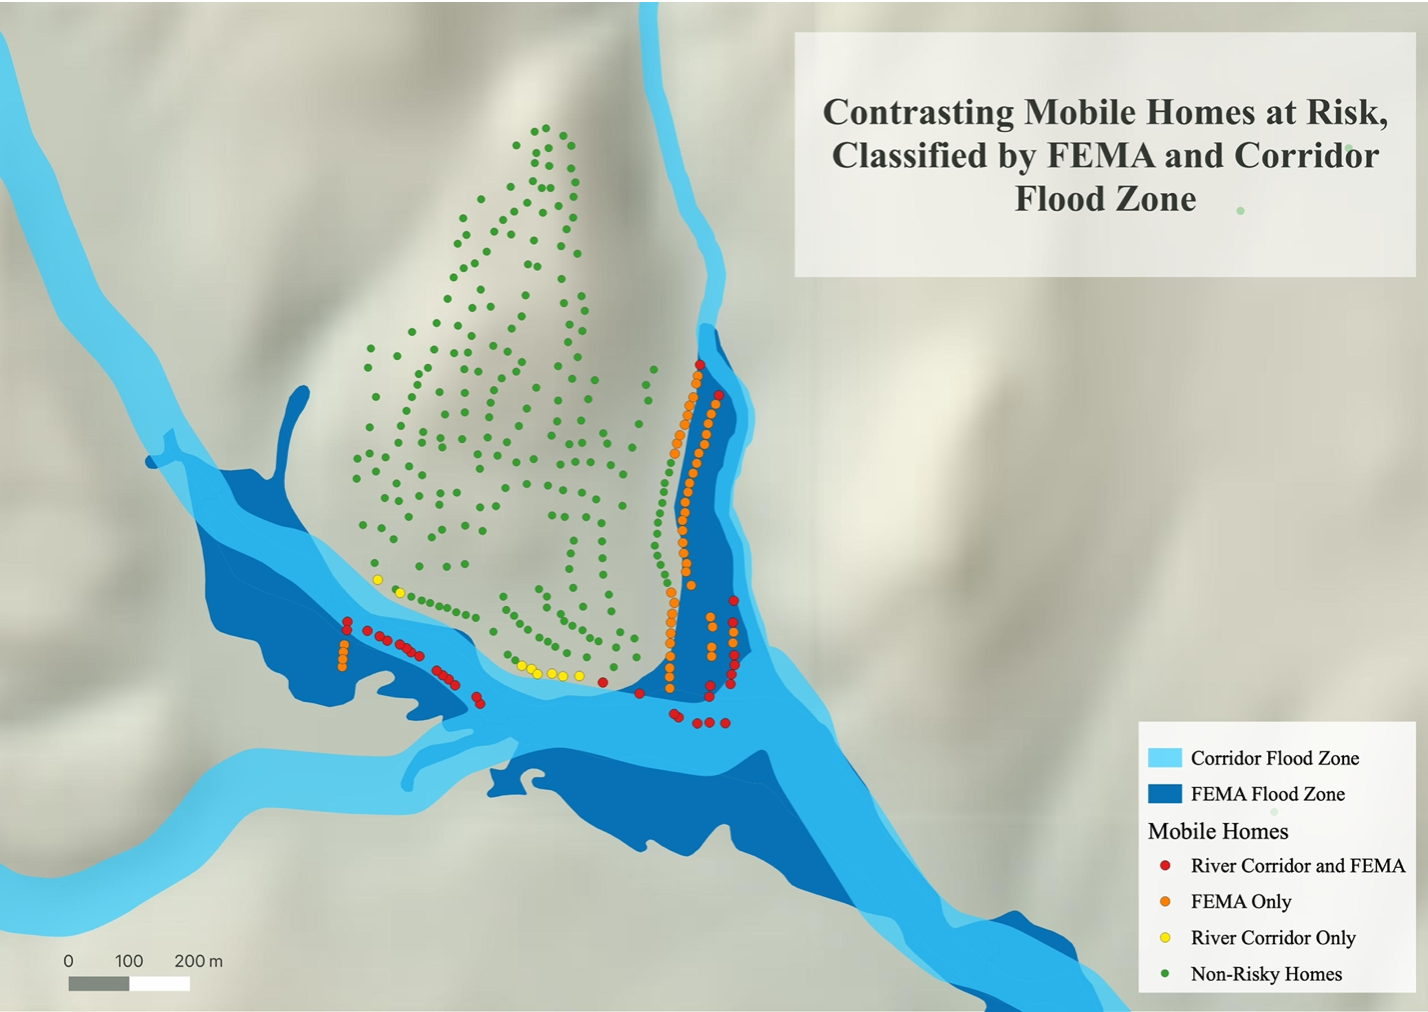 Contrasting Mobile Homes at Risk,
Classified by FEMA and Corridor
Flood Zone
Corridor Flood Zone
FEMA Flood Zone
Mobile Homes
River Corridor and FEMA
FEMA Only
River Corridor Only
Non-Risky Homes
0 100 200 m